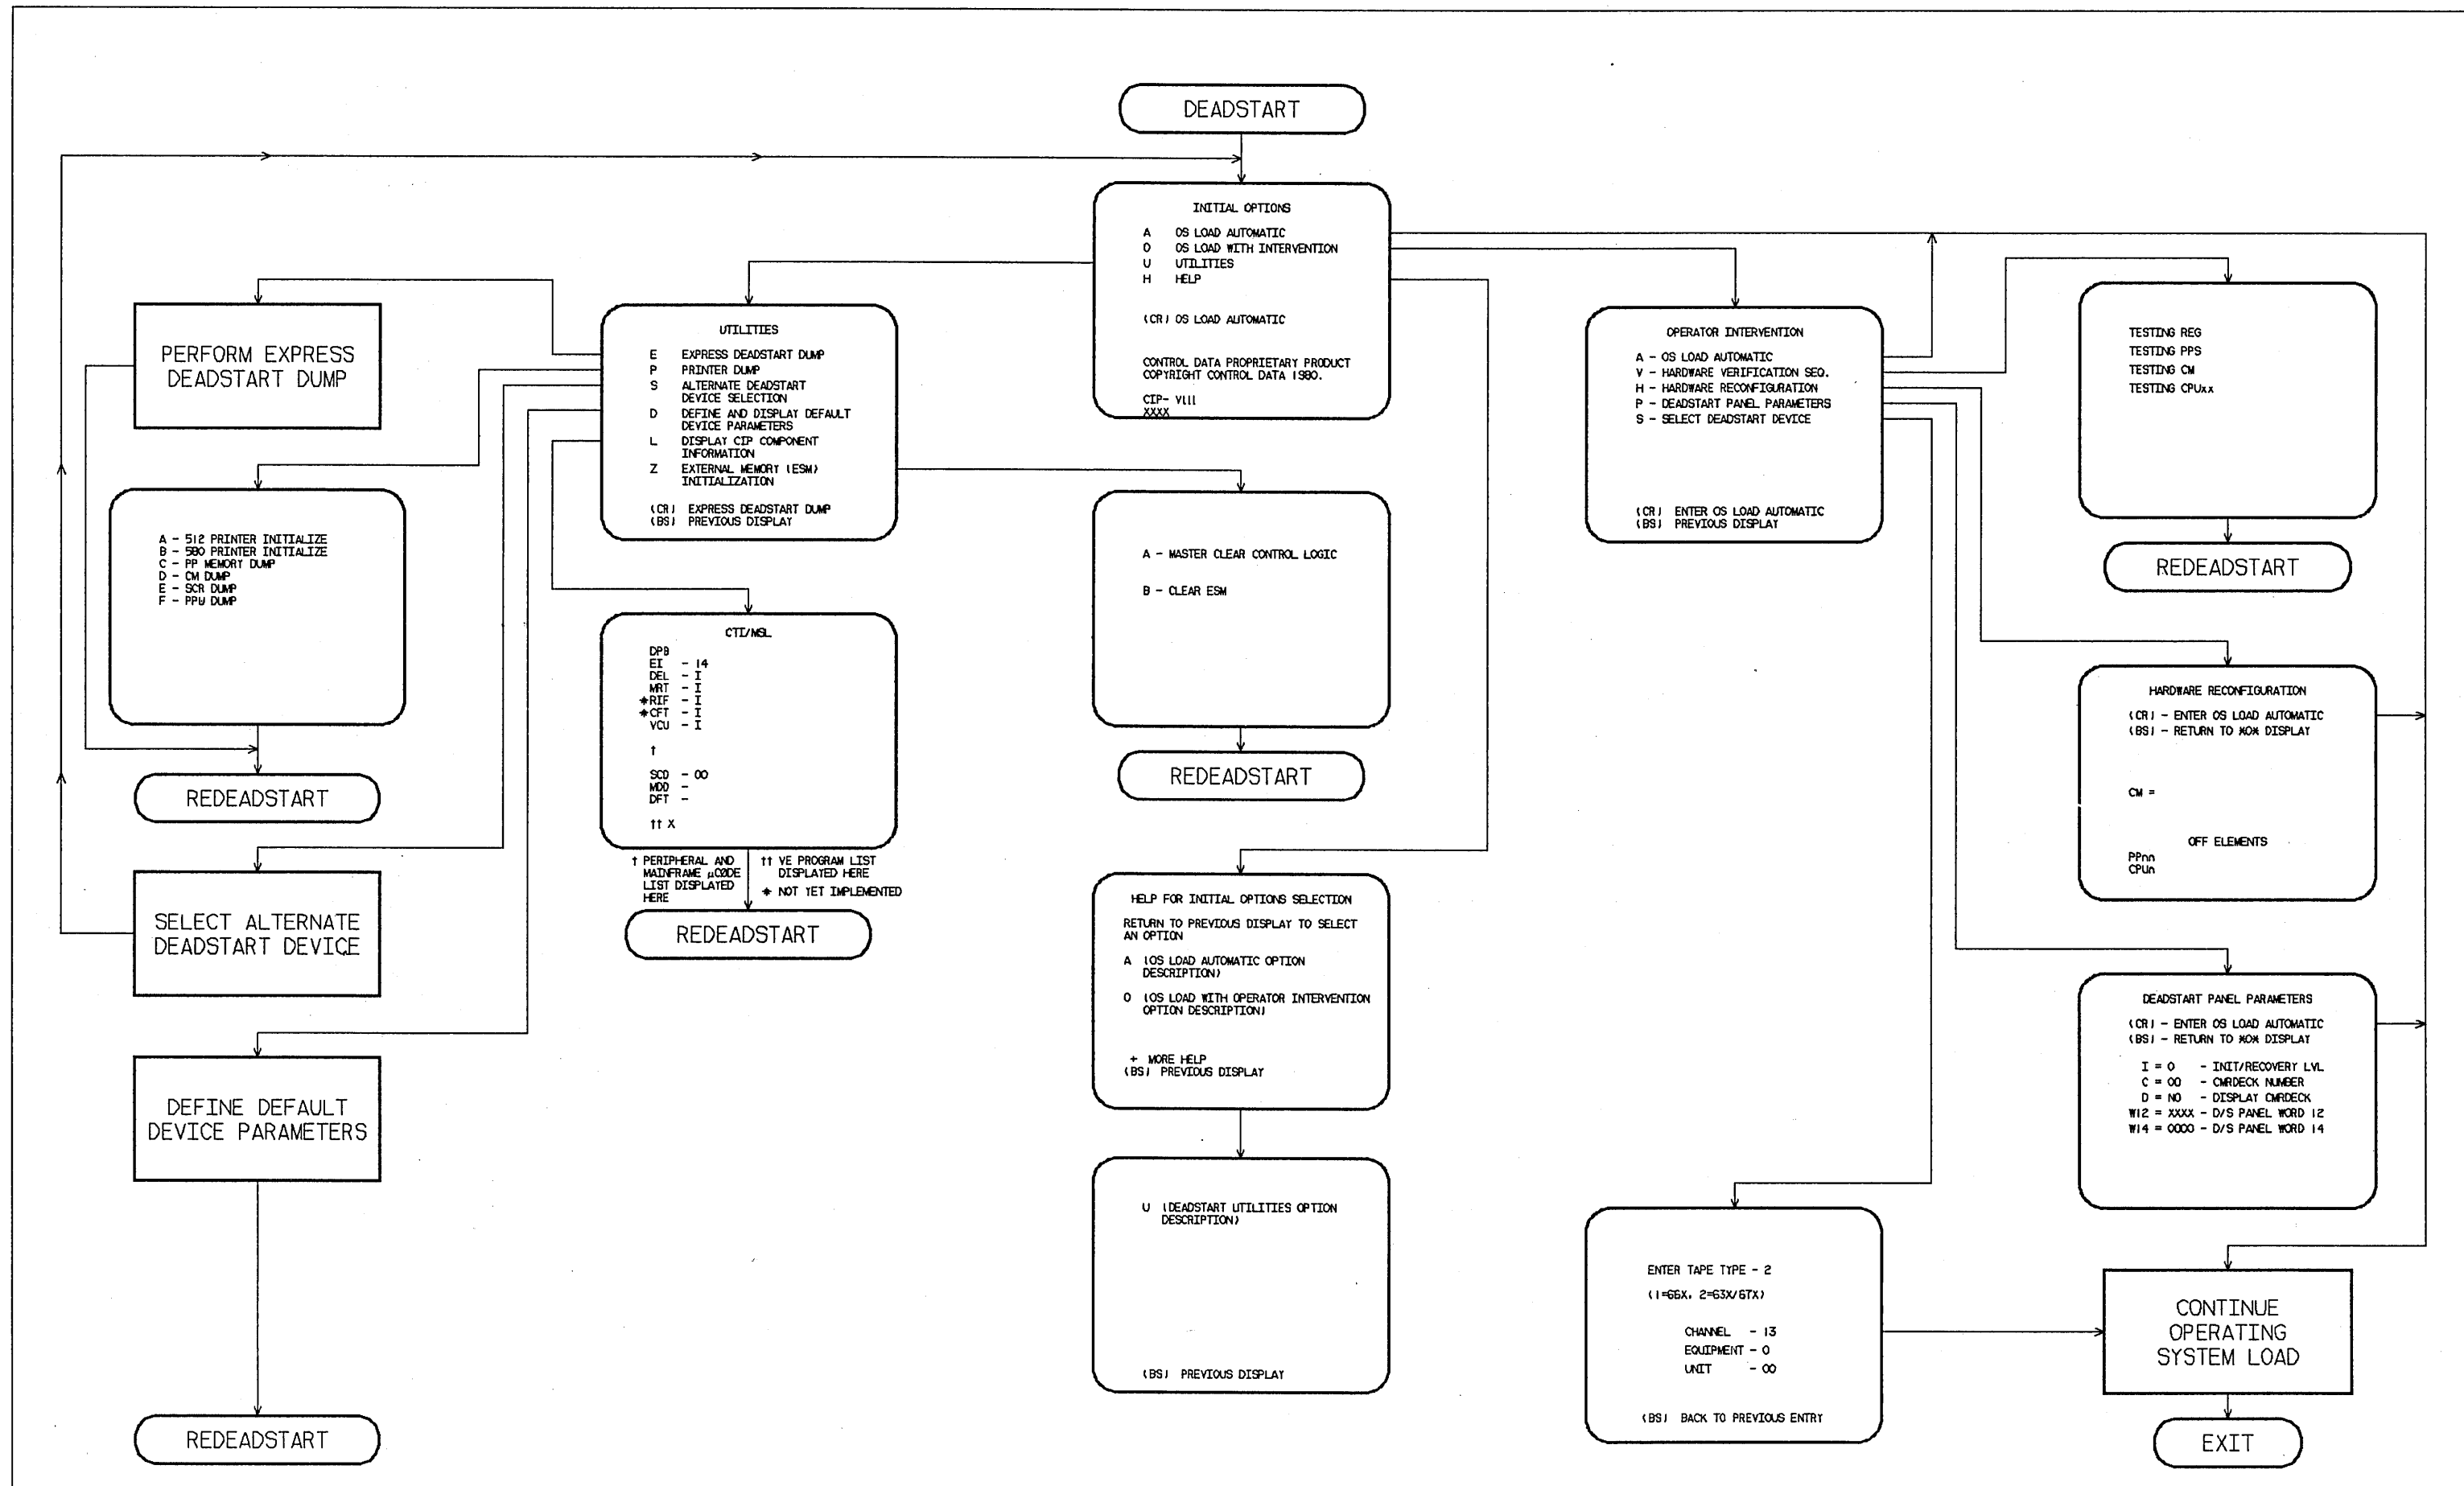 DEADSTART
INITIAL OPTIONS
A OS LOAD AUTOMATIC
O OS LOAD WITH INTERVENTION
U UTILITIES
H HELP
(CR) OS LOAD AUTOMATIC
CONTROL DATA PROPRIETARY PRODUCT
COPYRIGHT CONTROL DATA 1980.
CIP- VLLL
XXXX
PERFORM EXPRESS
DEADSTART DUMP
UTILITIES
E EXPRESS DEADSTART DUMP
P PRINTER DUMP
S ALTERNATE DEADSTART
DEVICE SELECTION
D DEFINE AND DISPLAY DEFAULT
DEVICE PARAMETERS
L DISPLAY CIP COMPONENT
INFORMATION
Z EXTERNAL MEMORY (ESM)
INITIALIZATION
(CR) EXPRESS DEADSTART DUMP
(BS) PREVIOUS DISPLAY
OPERATOR INTERVENTION
A - OS LOAD AUTOMATIC
V - HARDWARE VERIFICATION SEQ.
H - HARDWARE RECONFIGURATION
P - DEADSTART PANEL PARAMETERS
S - SELECT DEADSTART DEVICE
(CR) ENTER OS LOAD AUTOMATIC
(BS) PREVIOUS DISPLAY
TESTING REG
TESTING PPS
TESTING CM
TESTING CPUxx
REDEADSTART
A - 512 PRINTER INITIALIZE
B - 580 PRINTER INITIALIZE
C - PP MEMORY DUMP
D - CM DUMP
E - SCR DUMP
F - PPU DUMP
REDEADSTART
A - MASTER CLEAR CONTROL LOGIC
B - CLEAR ESM
REDEADSTART
CTI/MSL
DPB
EI - 14
DEL - I
MRT - I
*RIF - I
*CFT - I
VCU - I
†
SCD - 00
MDD -
DFT -
†† X
† PERIPHERAL AND
MAINFRAME µCODE
LIST DISPLAYED
HERE
†† VE PROGRAM LIST
DISPLAYED HERE
* NOT YET IMPLEMENTED
REDEADSTART
HARDWARE RECONFIGURATION
(CR) - ENTER OS LOAD AUTOMATIC
(BS) - RETURN TO *O* DISPLAY
CM =
OFF ELEMENTS
PPnn
CPUn
SELECT ALTERNATE
DEADSTART DEVICE
HELP FOR INITIAL OPTIONS SELECTION
RETURN TO PREVIOUS DISPLAY TO SELECT
AN OPTION
A (OS LOAD AUTOMATIC OPTION
DESCRIPTION)
O (OS LOAD WITH OPERATOR INTERVENTION
OPTION DESCRIPTION)
+ MORE HELP
(BS) PREVIOUS DISPLAY
DEADSTART PANEL PARAMETERS
(CR) - ENTER OS LOAD AUTOMATIC
(BS) - RETURN TO *O* DISPLAY
I = 0 - INIT/RECOVERY LVL
C = 00 - CMRDECK NUMBER
D = NO - DISPLAY CMRDECK
W12 = XXXX - D/S PANEL WORD 12
W14 = 0000 - D/S PANEL WORD 14
DEFINE DEFAULT
DEVICE PARAMETERS
U (DEADSTART UTILITIES OPTION
DESCRIPTION)
(BS) PREVIOUS DISPLAY
ENTER TAPE TYPE - 2
(1=66X, 2=63X/67X)
CHANNEL - 13
EQUIPMENT - 0
UNIT - 00
(BS) BACK TO PREVIOUS ENTRY
CONTINUE
OPERATING
SYSTEM LOAD
REDEADSTART
EXIT